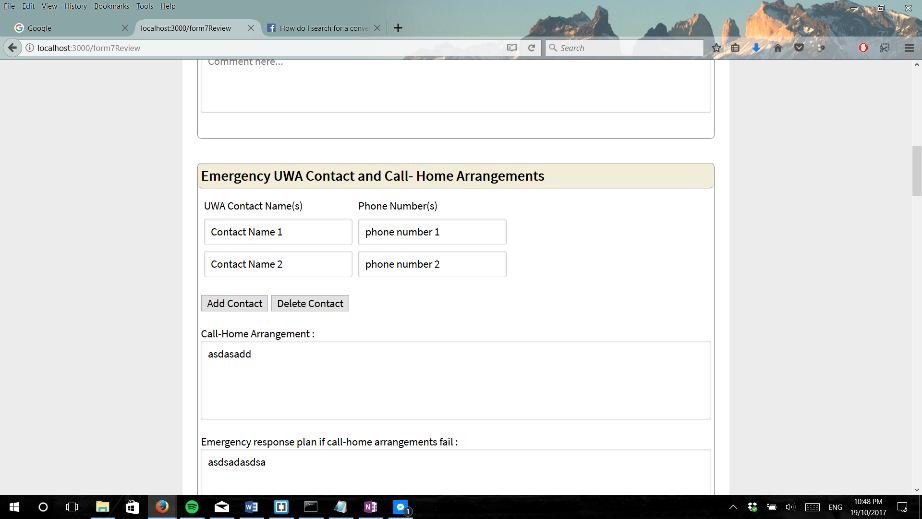 File Edit View History Bookmarks Tools Help
Google
localhost:3000/form7Review
How do I search for a conve
localhost:3000/form7Review
Search
Comment here...
Emergency UWA Contact and Call- Home Arrangements
UWA Contact Name(s) Phone Number(s)
Contact Name 1 phone number 1
Contact Name 2 phone number 2
Add Contact Delete Contact
Call-Home Arrangement :
asdasadd
Emergency response plan if call-home arrangements fail :
asdsadasdsa
ENG
10:48 PM
19/10/2017
1